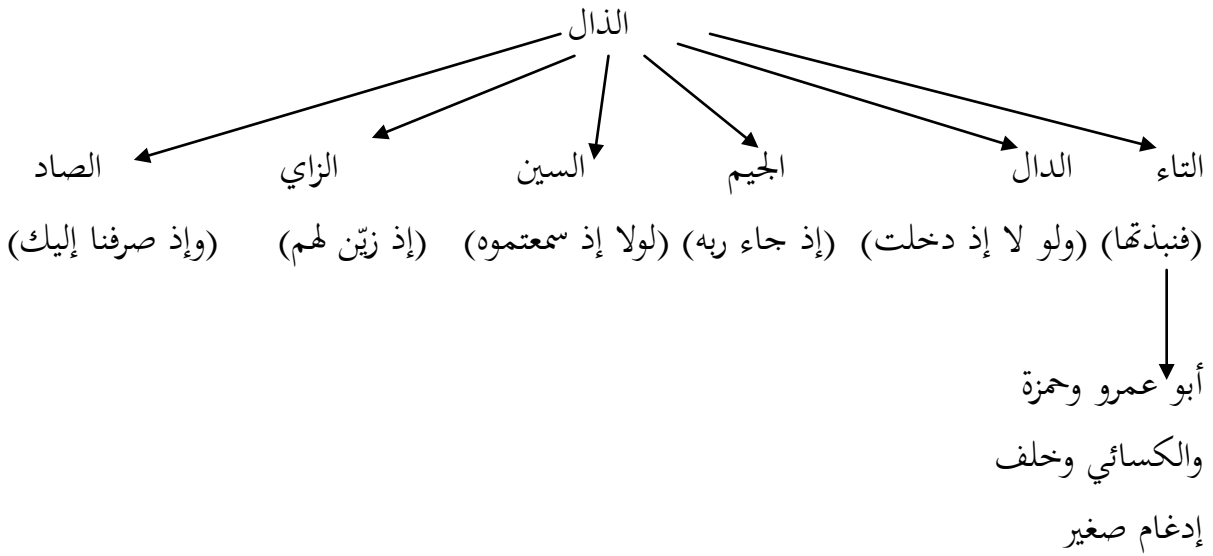 الذال
التاء الدال الجيم السين الزاي الصاد
(فنبذتها) (ولو لا إذ دخلت) (إذ جاء ربه) (لولا إذ سمعتموه) (إذ زيّن لهم) (وإذ صرفنا إليك)
أبو عمرو وحمزة
والكسائي وخلف
إدغام صغير